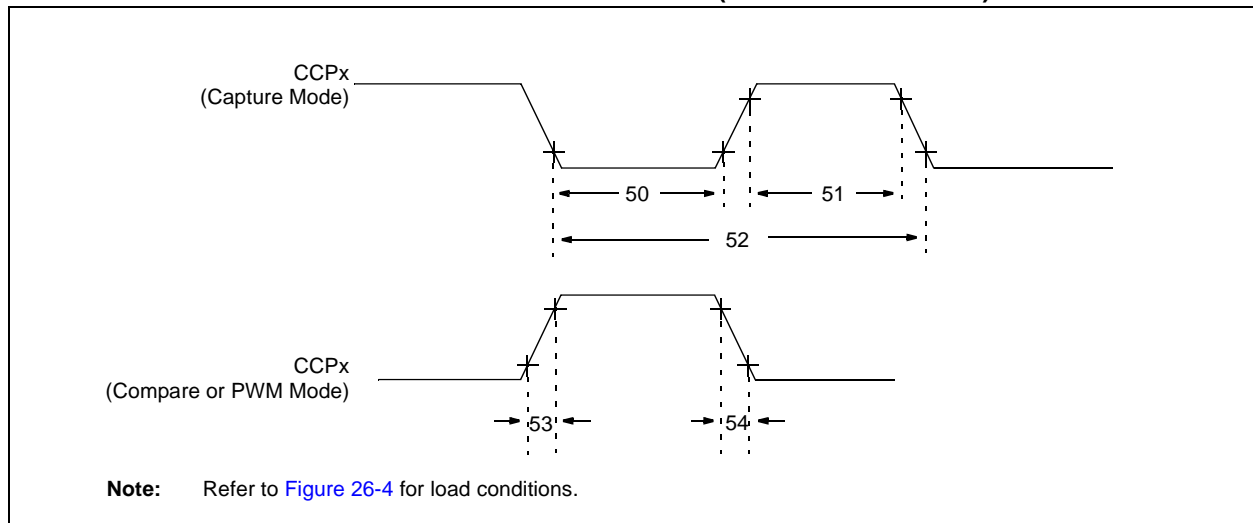 CCPx
(Capture Mode)
50
51
52
CCPx
(Compare or PWM Mode)
53
54
Note: Refer to Figure 26-4 for load conditions.